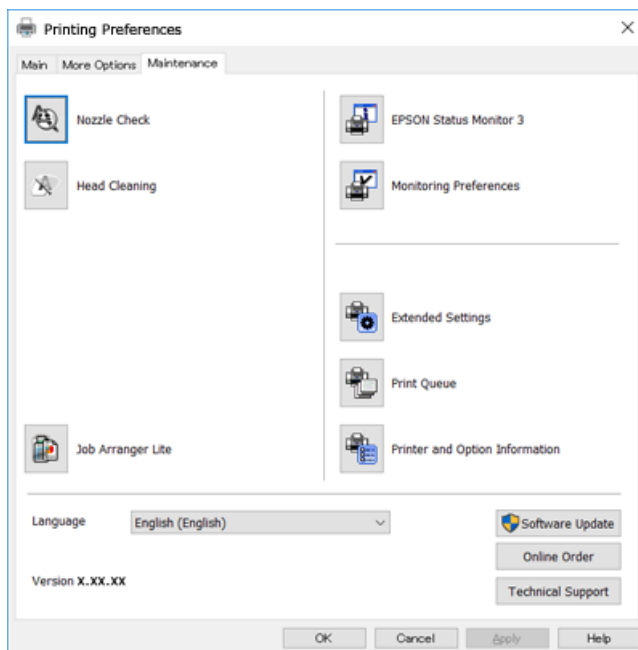 Printing Preferences
Main More Options Maintenance
Nozzle Check
EPSON Status Monitor 3
Head Cleaning
Monitoring Preferences
Extended Settings
Print Queue
Job Arranger Lite
Printer and Option Information
Language English (English)
Software Update
Online Order
Version X.XX.XX
Technical Support
OK Cancel Apply Help